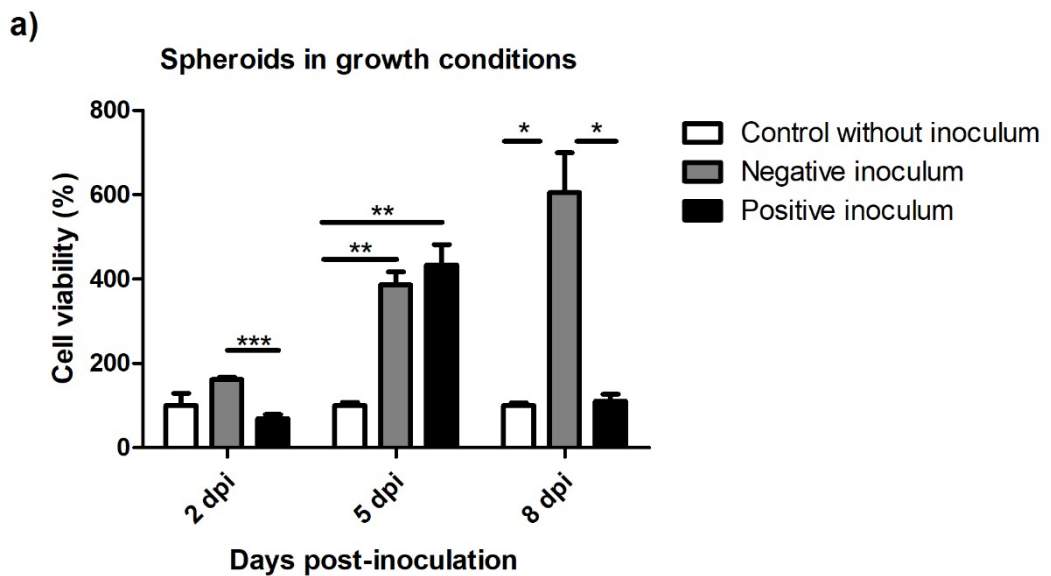 a)
Spheroids in growth conditions
Cell viability (%)
800
600
400
200
0
*
*
**
**
***
Control without inoculum
Negative inoculum
Positive inoculum
2 dpi
5 dpi
8 dpi
Days post-inoculation